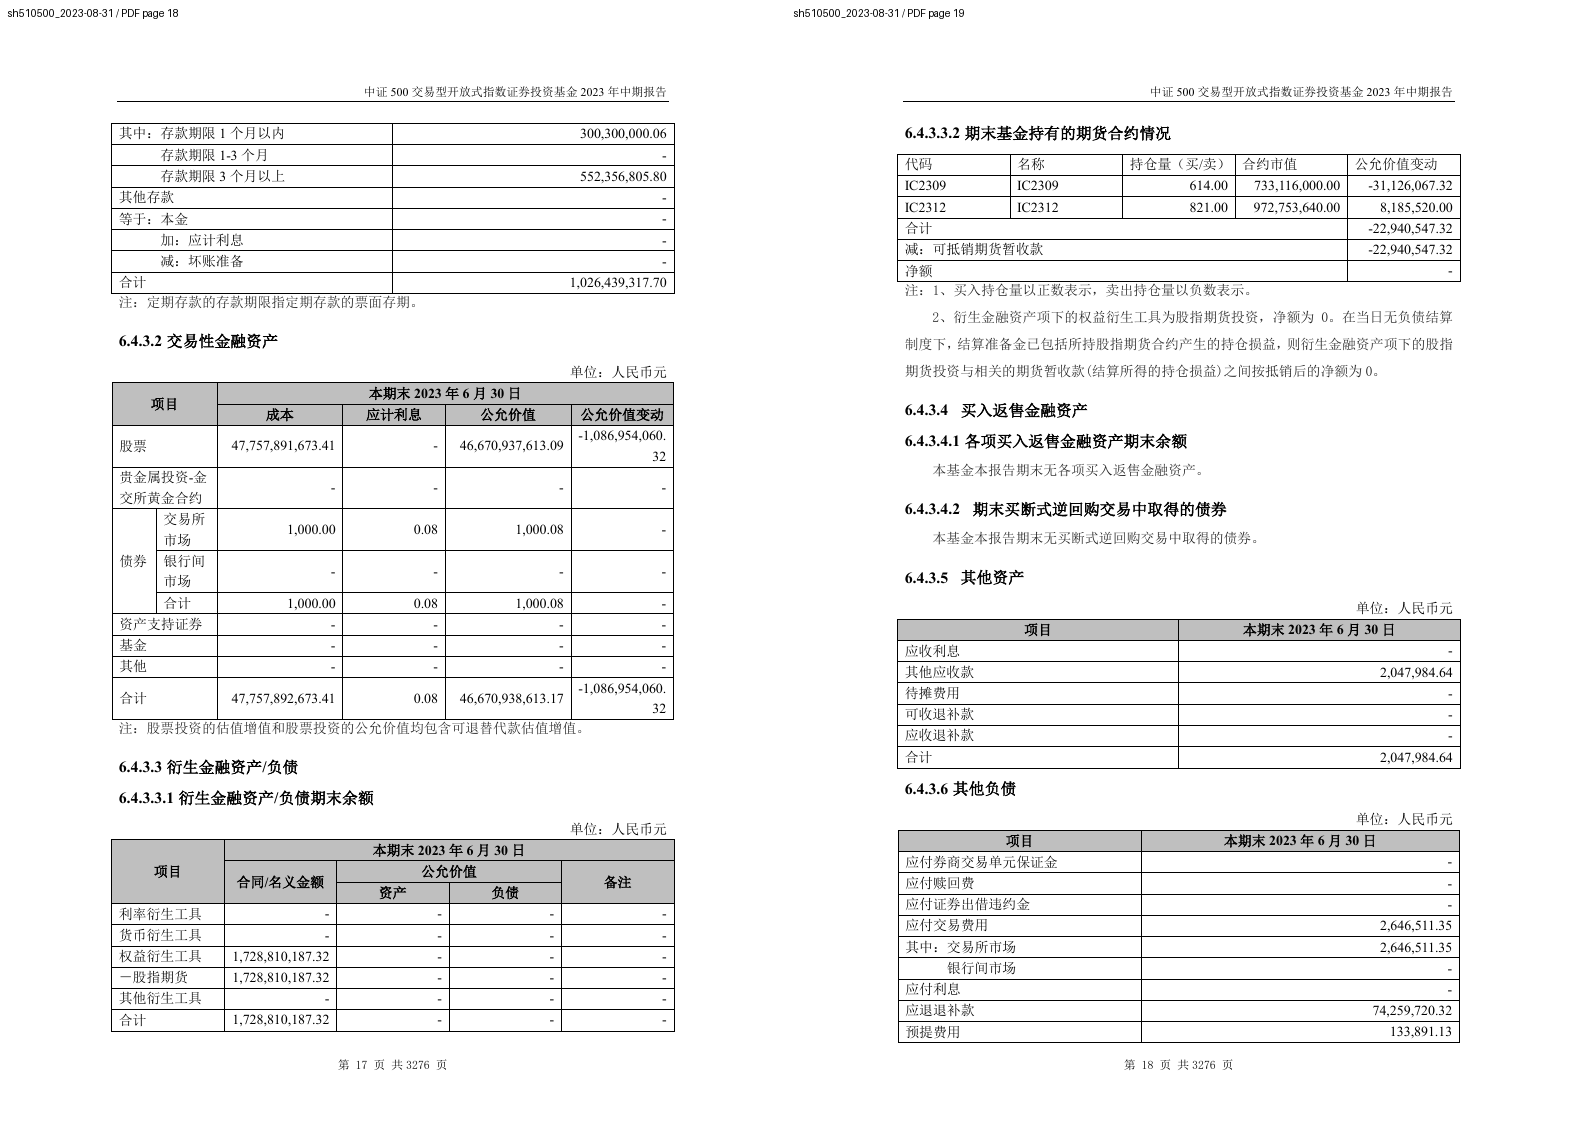 sh510500_2023-08-31 / PDF page 18
中证 500 交易型开放式指数证券投资基金 2023 年中期报告
其中：存款期限 1 个月以内 300,300,000.06
存款期限 1-3 个月 -
存款期限 3 个月以上 552,356,805.80
其他存款 -
等于：本金 -
加：应计利息 -
减：坏账准备 -
合计 1,026,439,317.70
注：定期存款的存款期限指定期存款的票面存期。
6.4.3.2 交易性金融资产
单位：人民币元
项目 本期末 2023 年 6 月 30 日
成本 应计利息 公允价值 公允价值变动
股票 47,757,891,673.41 - 46,670,937,613.09 -1,086,954,060.
32
贵金属投资-金
交所黄金合约 - - - -
债券 交易所
市场 1,000.00 0.08 1,000.08 -
银行间
市场 - - - -
合计 1,000.00 0.08 1,000.08 -
资产支持证券 - - - -
基金 - - - -
其他 - - - -
合计 47,757,892,673.41 0.08 46,670,938,613.17 -1,086,954,060.
32
注：股票投资的估值增值和股票投资的公允价值均包含可退替代款估值增值。
6.4.3.3 衍生金融资产/负债
6.4.3.3.1 衍生金融资产/负债期末余额
单位：人民币元
项目 本期末 2023 年 6 月 30 日
合同/名义金额 公允价值 备注
资产 负债
利率衍生工具 - - - -
货币衍生工具 - - - -
权益衍生工具 1,728,810,187.32 - - -
－股指期货 1,728,810,187.32 - - -
其他衍生工具 - - - -
合计 1,728,810,187.32 - - -
第 17 页 共 3276 页
sh510500_2023-08-31 / PDF page 19
中证 500 交易型开放式指数证券投资基金 2023 年中期报告
6.4.3.3.2 期末基金持有的期货合约情况
代码 名称 持仓量（买/卖） 合约市值 公允价值变动
IC2309 IC2309 614.00 733,116,000.00 -31,126,067.32
IC2312 IC2312 821.00 972,753,640.00 8,185,520.00
合计 -22,940,547.32
减：可抵销期货暂收款 -22,940,547.32
净额 -
注：1、买入持仓量以正数表示，卖出持仓量以负数表示。
2、衍生金融资产项下的权益衍生工具为股指期货投资，净额为 0。在当日无负债结算
制度下，结算准备金已包括所持股指期货合约产生的持仓损益，则衍生金融资产项下的股指
期货投资与相关的期货暂收款(结算所得的持仓损益)之间按抵销后的净额为 0。
6.4.3.4 买入返售金融资产
6.4.3.4.1 各项买入返售金融资产期末余额
本基金本报告期末无各项买入返售金融资产。
6.4.3.4.2 期末买断式逆回购交易中取得的债券
本基金本报告期末无买断式逆回购交易中取得的债券。
6.4.3.5 其他资产
单位：人民币元
项目 本期末 2023 年 6 月 30 日
应收利息 -
其他应收款 2,047,984.64
待摊费用 -
可收退补款 -
应收退补款 -
合计 2,047,984.64
6.4.3.6 其他负债
单位：人民币元
项目 本期末 2023 年 6 月 30 日
应付券商交易单元保证金 -
应付赎回费 -
应付证券出借违约金 -
应付交易费用 2,646,511.35
其中：交易所市场 2,646,511.35
银行间市场 -
应付利息 -
应退退补款 74,259,720.32
预提费用 133,891.13
第 18 页 共 3276 页